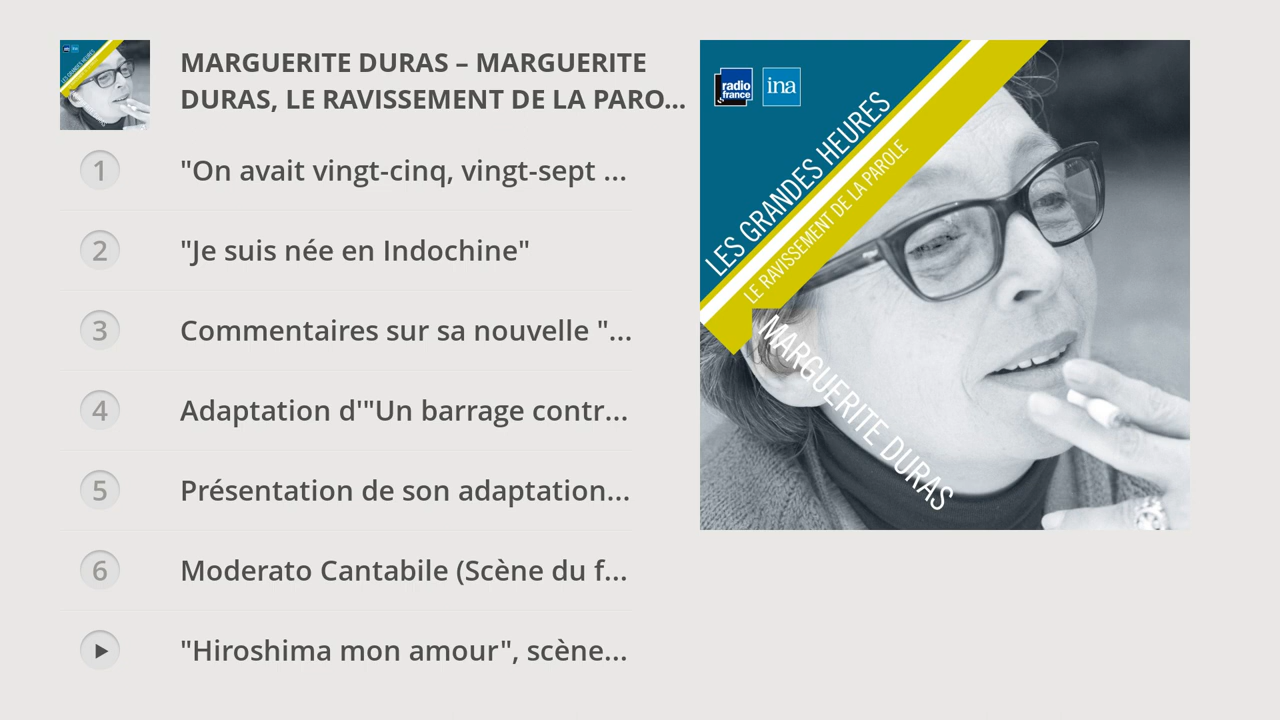 MARGUERITE DURAS – MARGUERITE
DURAS, LE RAVISSEMENT DE LA PARO...
1 "On avait vingt-cinq, vingt-sept ...
2 "Je suis née en Indochine"
3 Commentaires sur sa nouvelle "...
4 Adaptation d'"Un barrage contr...
5 Présentation de son adaptation...
6 Moderato Cantabile (Scène du f...
"Hiroshima mon amour", scène...
radio
france
ina
LES GRANDES HEURES
LE RAVISSEMENT DE LA PAROLE
MARGUERITE DURAS